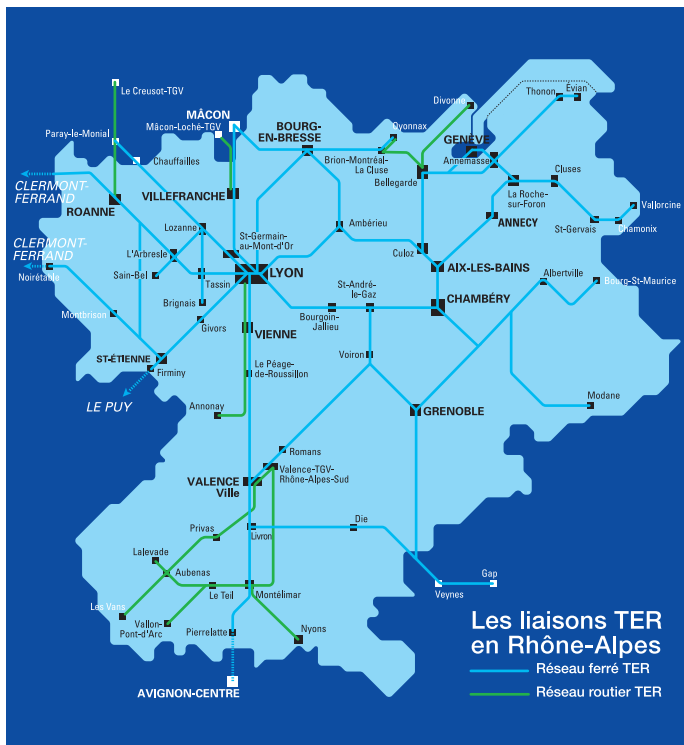 Le Creusot-TGV
Divonne
Thonon
Évian
MÂCON
Mâcon-Loché-TGV
BOURG-
EN-BRESSE
Oyonnax
GENÈVE
Paray-le-Monial
Chauffailles
Brion-Montréal-
La Cluse
Annemasse
Bellegarde
Cluses
CLERMONT-
FERRAND
VILLEFRANCHE
La Roche-
sur-Foron
Vallorcine
ROANNE
ANNECY
St-Gervais
Chamonix
Lozanne
St-Germain-
au-Mont-d'Or
Ambérieu
CLERMONT-
FERRAND
L'Arbresle
Culoz
Noirétable
Sain-Bel
Tassin
LYON
AIX-LES-BAINS
Albertville
Bourg-St-Maurice
St-André-
le-Gaz
CHAMBÉRY
Brignais
Bourgoin-
Jallieu
Montbrison
Givors
VIENNE
ST-ÉTIENNE
Firminy
Voiron
Le Péage-
de-Roussillon
LE PUY
Annonay
GRENOBLE
Modane
Romans
VALENCE
Ville
Valence-TGV-
Rhône-Alpes-Sud
Privas
Livron
Die
Lalevade
Aubenas
Gap
Veynes
Les Vans
Le Teil
Montélimar
Vallon-
Pont-d'Arc
Pierrelatte
Nyons
AVIGNON-CENTRE
Les liaisons TER
en Rhône-Alpes
Réseau ferré TER
Réseau routier TER